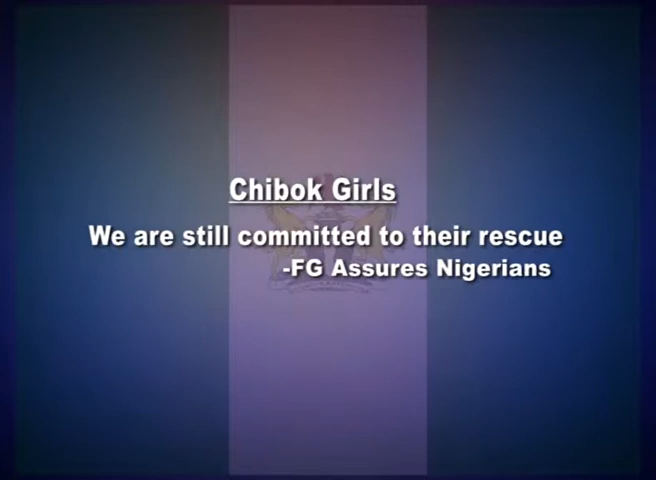 Chibok Girls
We are still committed to their rescue
-FG Assures Nigerians